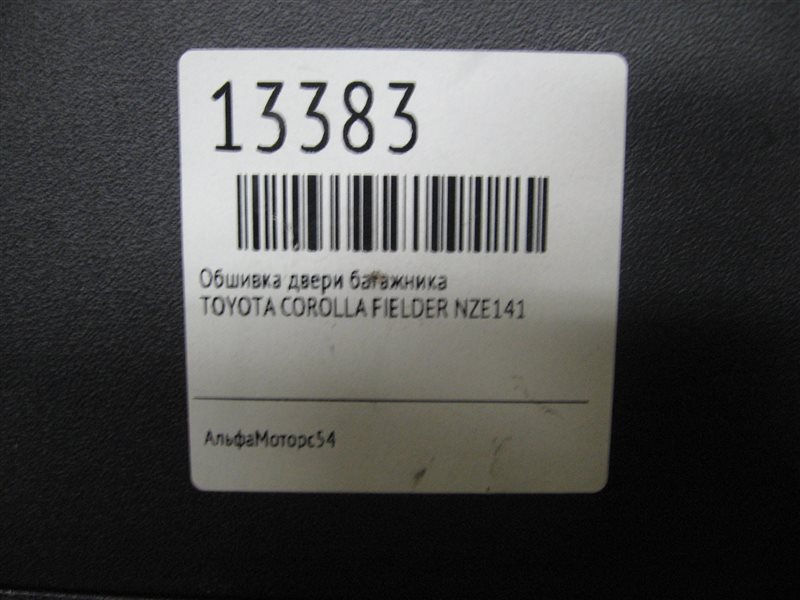 13383
Обшивка двери багажника
TOYOTA COROLLA FIELDER NZE141
АльфаМоторс54